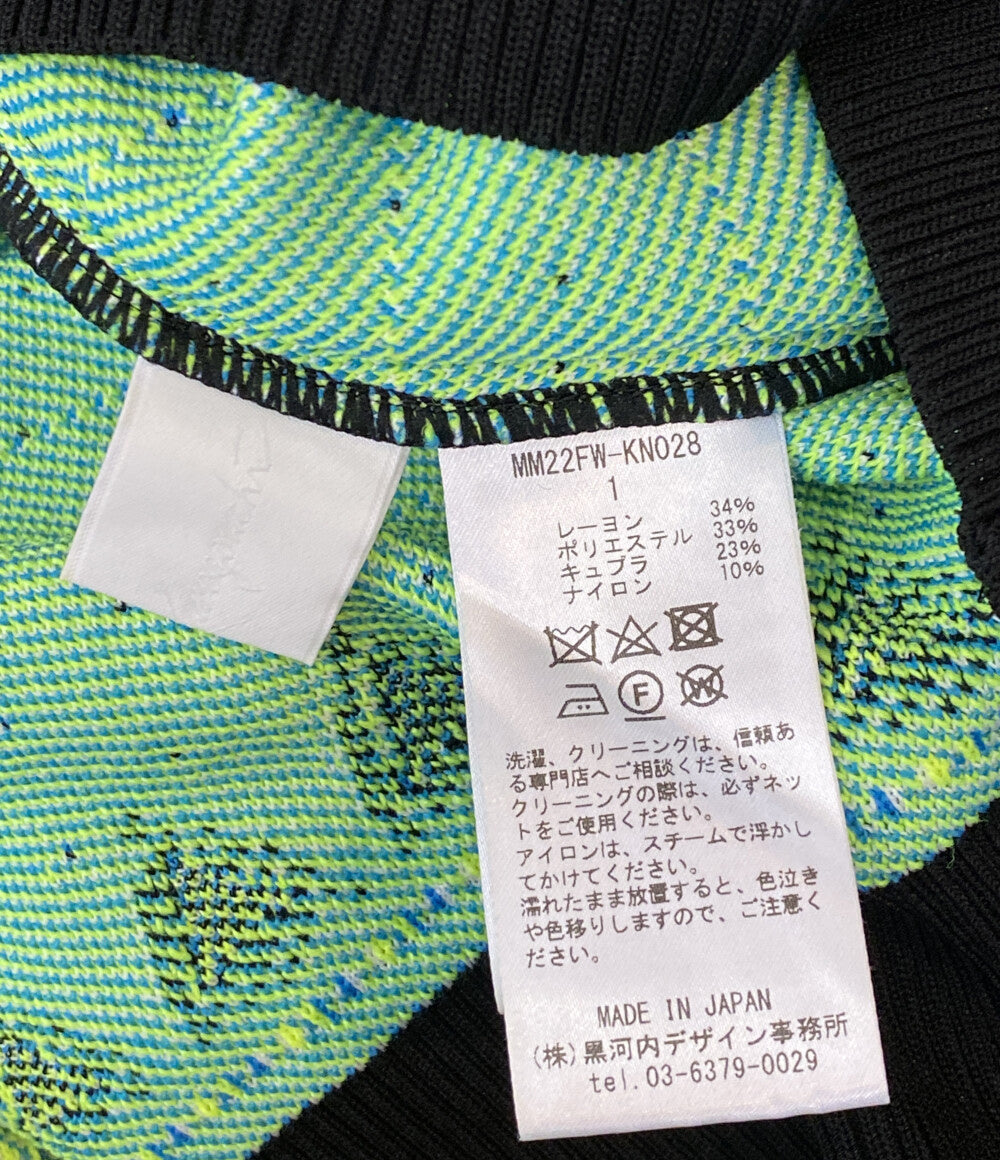 MM22FW-KN028
1
レーヨン 34%
ポリエステル 33%
キュプラ 23%
ナイロン 10%
F
W
洗濯、クリーニングは、信頼あ
る専門店へご相談ください。
クリーニングの際は、必ずネッ
トをご使用ください。
アイロンは、スチームで浮かし
てかけてください。
濡れたまま放置すると、色泣き
や色移りしますので、ご注意く
ださい。
MADE IN JAPAN
(株)黒河内デザイン事務所
tel.03-6379-0029